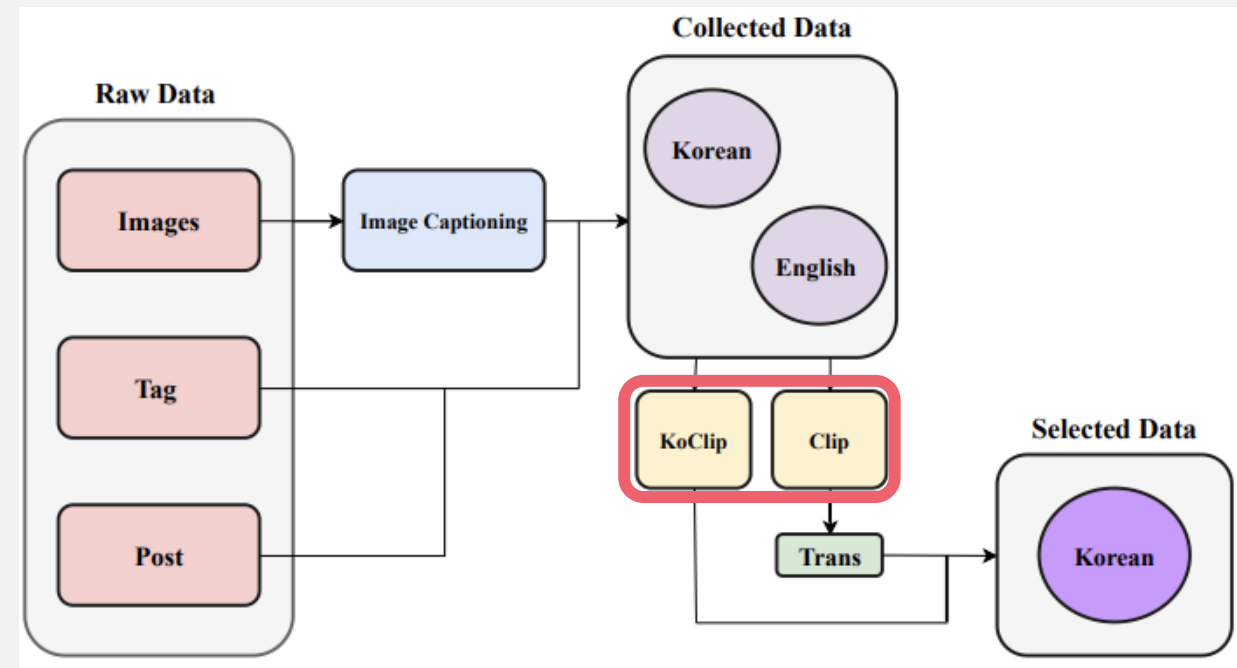 Collected Data
Raw Data
Korean
Images
Image Captioning
English
Tag
KoClip
Clip
Selected Data
Post
Trans
Korean